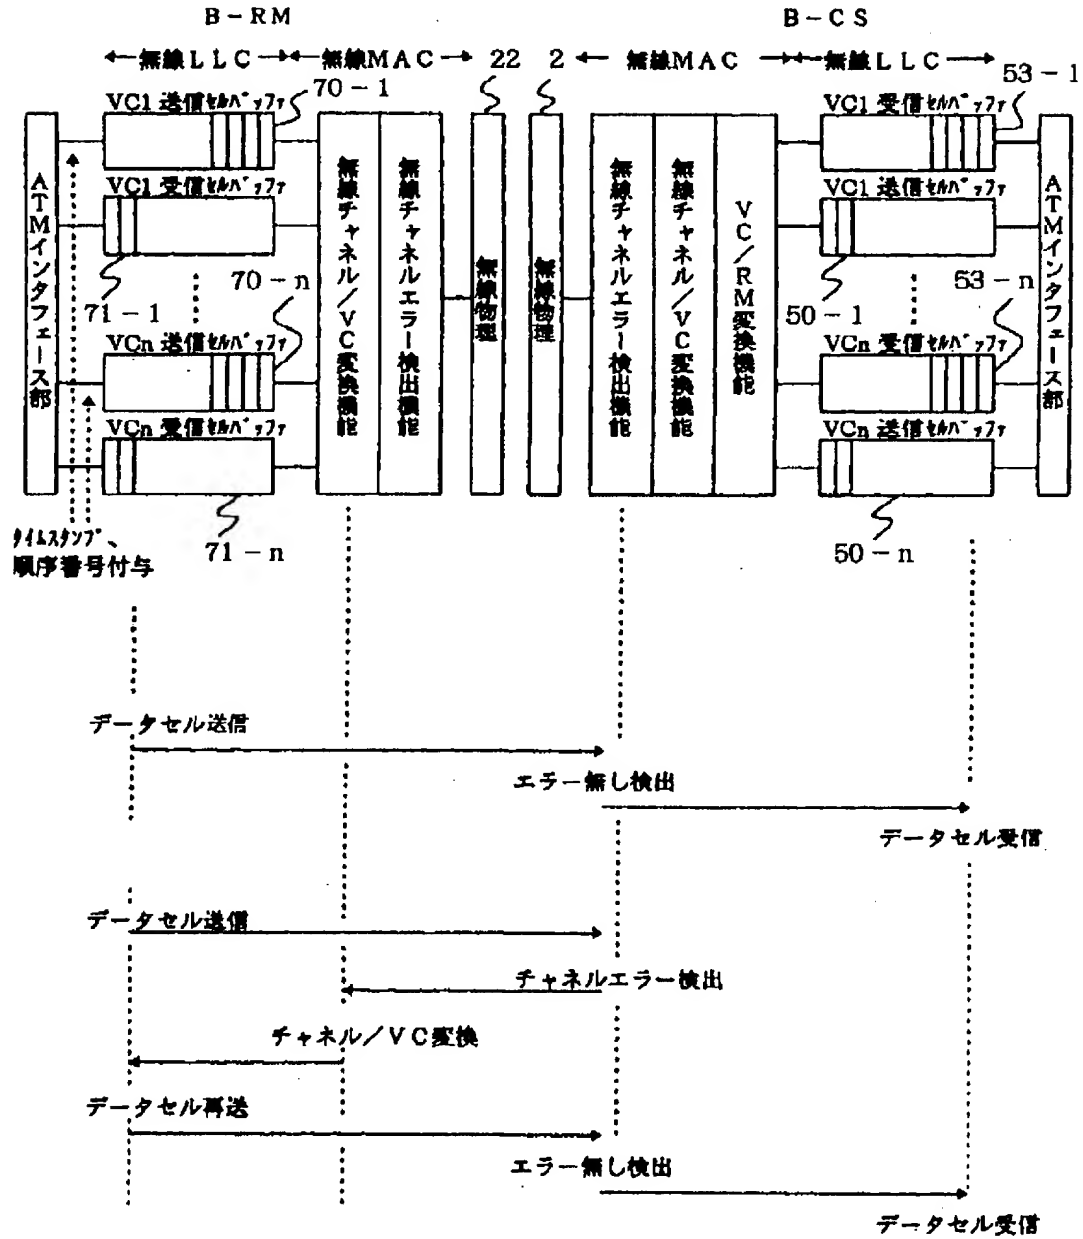 B-RM
B-CS
無線LLC
無線MAC
22
2
無線MAC
無線LLC
53-1
70-1
VC1 送信セルバッファ
VC1 受信セルバッファ
VC1 受信セルバッファ
VC1 送信セルバッファ
ATMインタフェース部
無線チャネル/VC変換機能
無線チャネルエラー検出機能
無線物理
無線物理
無線チャネルエラー検出機能
無線チャネル/VC変換機能
VC/RM変換機能
ATMインタフェース部
71-1
70-n
50-1
53-n
VCn 送信セルバッファ
VCn 受信セルバッファ
VCn 受信セルバッファ
VCn 送信セルバッファ
71-n
50-n
タイムスタンプ、
順序番号付与
データセル送信
エラー無し検出
データセル受信
データセル送信
チャネルエラー検出
チャネル/VC変換
データセル再送
エラー無し検出
データセル受信